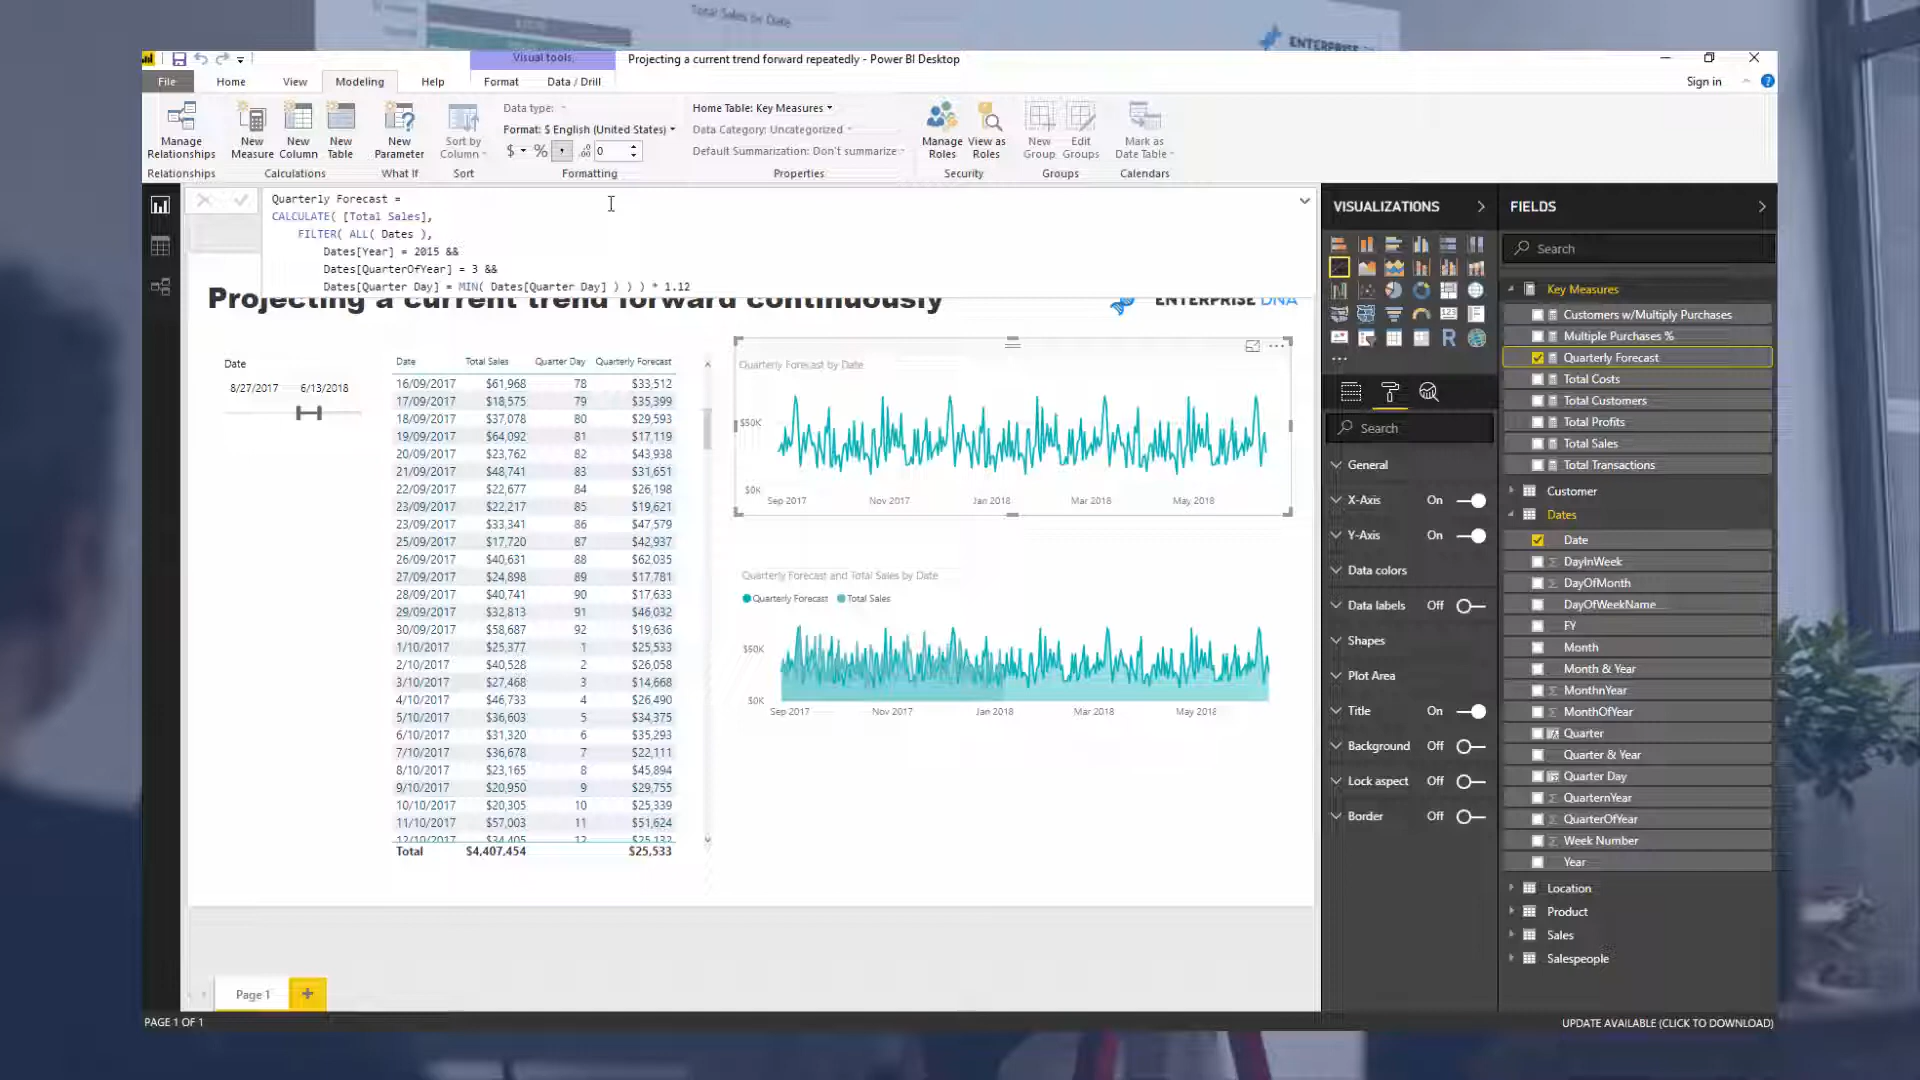 Total Sales by Date
ENTERPRISE
Visual tools
Projecting a current trend forward repeatedly - Power BI Desktop
File
Home
View
Modeling
Help
Format
Data / Drill
Sign in
Manage Relationships
New Measure
New Column
New Table
New Parameter
Sort by Column
Data type:
Format: $ English (United States)
$ % , 0
Home Table: Key Measures
Data Category: Uncategorized
Default Summarization: Don't summarize
Manage Roles
View as Roles
New Group
Edit Groups
Mark as Date Table
Relationships
Calculations
What If
Sort
Formatting
Properties
Security
Groups
Calendars
Quarterly Forecast =
CALCULATE( [Total Sales],
FILTER( ALL( Dates ),
Dates[Year] = 2015 &&
Dates[QuarterOfYear] = 3 &&
Dates[Quarter Day] = MIN( Dates[Quarter Day] ) ) ) * 1.12
Projecting a current trend forward continuously
ENTERPRISE DNA
Date
8/27/2017 6/13/2018
Date Total Sales Quarter Day Quarterly Forecast
16/09/2017 $61,968 78 $33,512
17/09/2017 $18,575 79 $35,399
18/09/2017 $37,078 80 $29,593
19/09/2017 $64,092 81 $17,119
20/09/2017 $23,762 82 $43,938
21/09/2017 $48,741 83 $31,651
22/09/2017 $22,677 84 $26,198
23/09/2017 $22,217 85 $19,621
23/09/2017 $33,341 86 $47,579
25/09/2017 $17,720 87 $42,937
26/09/2017 $40,631 88 $62,035
27/09/2017 $24,898 89 $17,781
28/09/2017 $40,741 90 $17,633
29/09/2017 $32,813 91 $46,032
30/09/2017 $58,687 92 $19,636
1/10/2017 $25,377 1 $25,533
2/10/2017 $40,528 2 $26,058
3/10/2017 $27,468 3 $14,668
4/10/2017 $46,733 4 $26,490
5/10/2017 $36,603 5 $34,375
6/10/2017 $31,320 6 $35,293
7/10/2017 $36,678 7 $22,111
8/10/2017 $23,165 8 $45,894
9/10/2017 $20,950 9 $29,755
10/10/2017 $20,305 10 $25,339
11/10/2017 $57,003 11 $51,624
12/10/2017 $34,405 12 $25,132
Total $4,407,454 $25,533
Quarterly Forecast by Date
$50K
$0K
Sep 2017 Nov 2017 Jan 2018 Mar 2018 May 2018
Quarterly Forecast and Total Sales by Date
Quarterly Forecast Total Sales
$50K
$0K
Sep 2017 Nov 2017 Jan 2018 Mar 2018 May 2018
VISUALIZATIONS
R
Search
General
X-Axis On
Y-Axis On
Data colors
Data labels Off
Shapes
Plot Area
Title On
Background Off
Lock aspect Off
Border Off
FIELDS
Search
Key Measures
Customers w/Multiply Purchases
Multiple Purchases %
Quarterly Forecast
Total Costs
Total Customers
Total Profits
Total Sales
Total Transactions
Customer
Dates
Date
DayInWeek
DayOfMonth
DayOfWeekName
FY
Month
Month & Year
MonthnYear
MonthOfYear
Quarter
Quarter & Year
Quarter Day
QuarternYear
QuarterOfYear
Week Number
Year
Location
Product
Sales
Salespeople
Page 1
PAGE 1 OF 1
UPDATE AVAILABLE (CLICK TO DOWNLOAD)